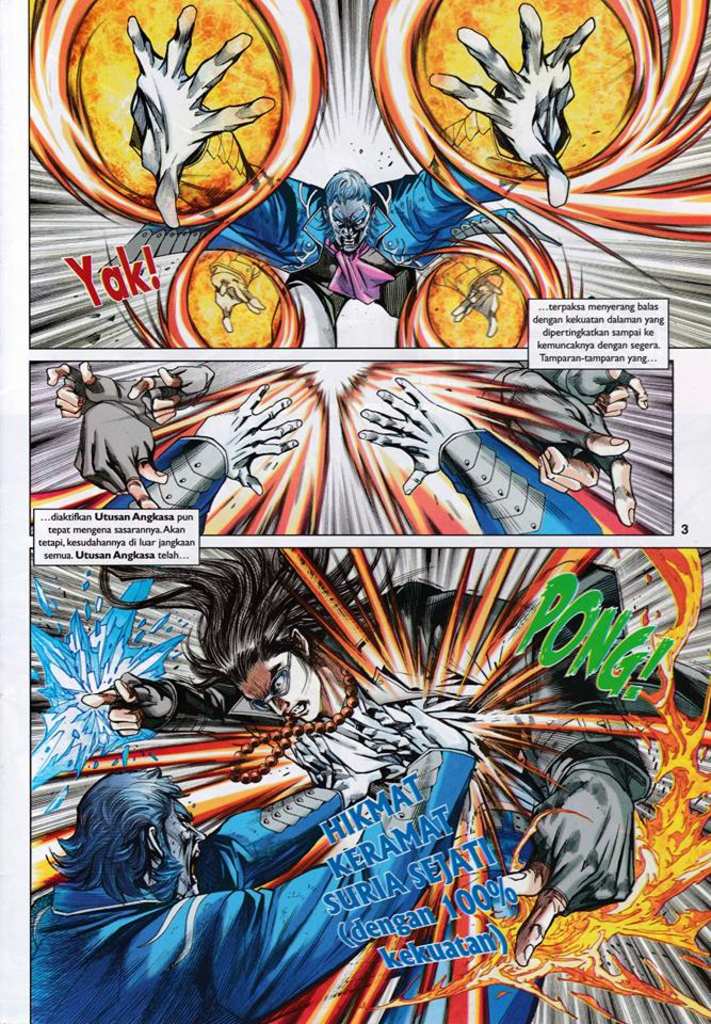 Yak!
...terpaksa menyerang balas
dengan kekuatan dalaman yang
dipertingkatkan sampai ke
kemuncaknya dengan segera.
Tamparan-tamparan yang...
3
...diaktifkan Utusan Angkasa pun
tepat mengena sasarannya. Akan
tetapi, kesudahannya di luar jangkaan
semua. Utusan Angkasa telah...
PONG!
HIKMAT
KERAMAT
SURIA SEJATI
(dengan 100%
kekuatan)